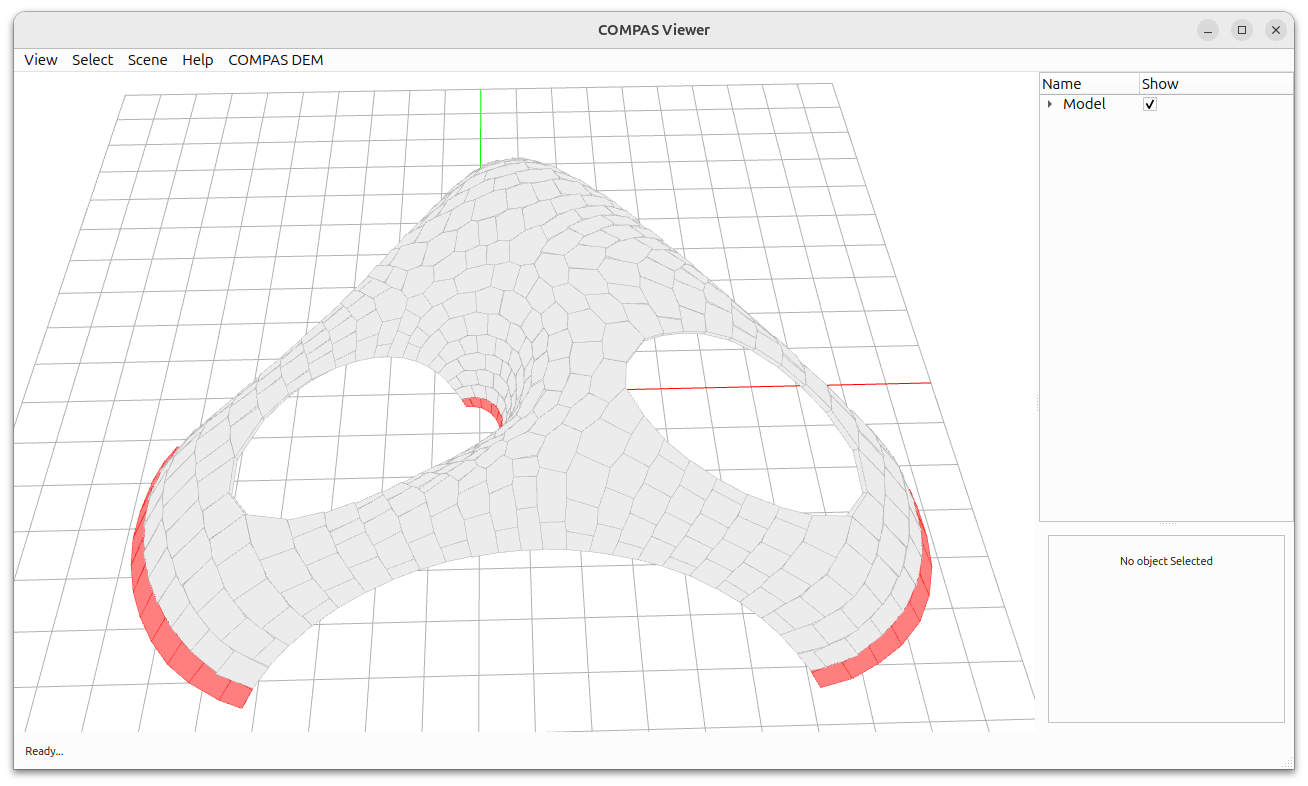 COMPAS Viewer
View Select Scene Help COMPAS DEM
Name Show
Model
No object Selected
Ready...